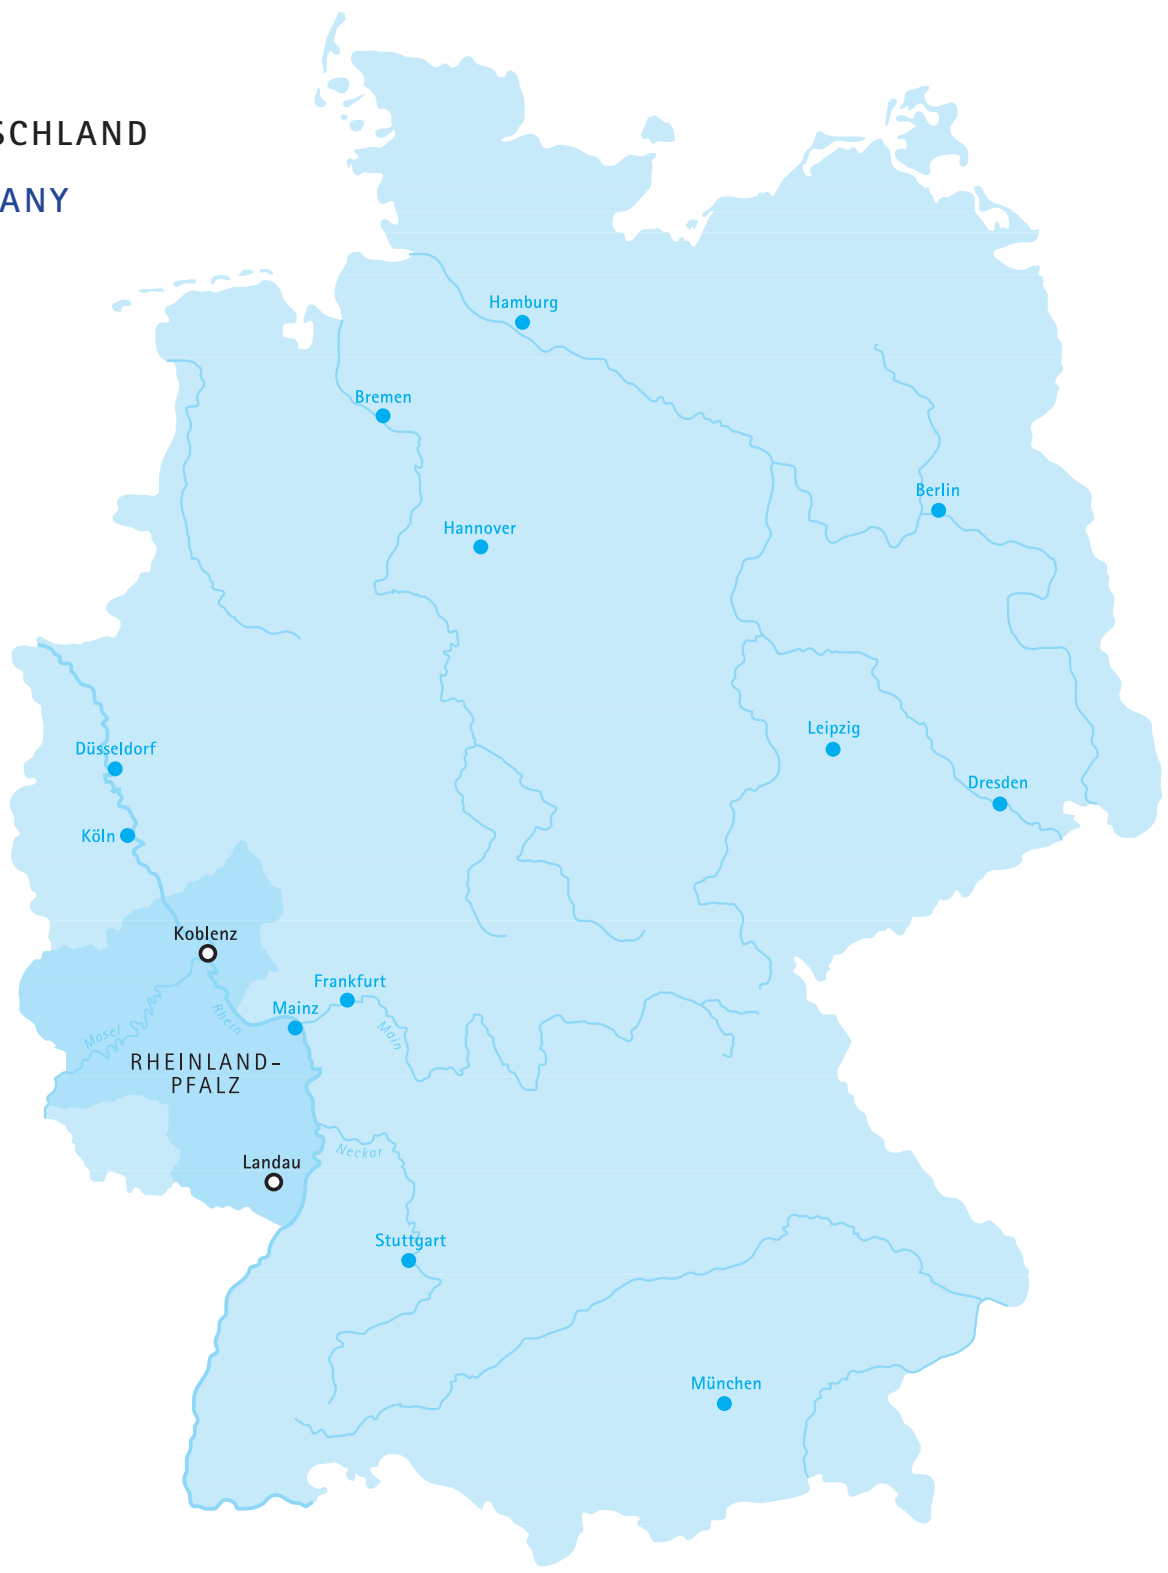 SCHLAND
ANY
Hamburg
Bremen
Berlin
Hannover
Leipzig
Düsseldorf
Dresden
Köln
Koblenz
Frankfurt
Mainz
Rhein
Main
Mosel
RHEINLAND-
PFALZ
Neckar
Landau
Stuttgart
München